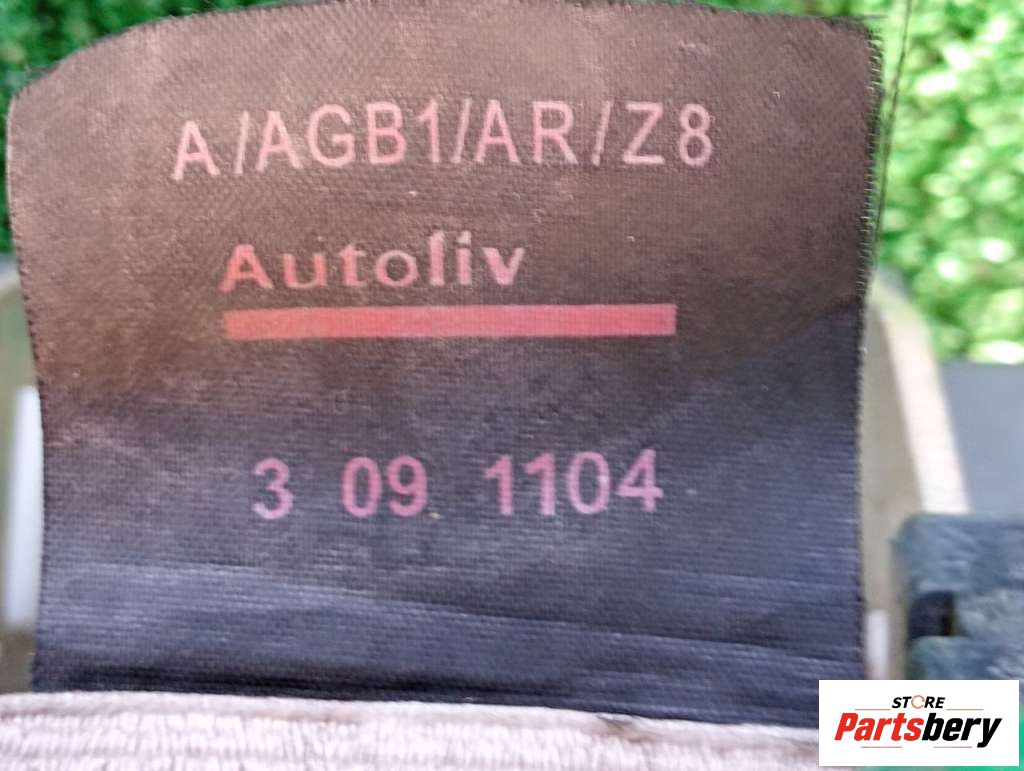 A/AGB1/AR/Z8
Autoliv
3 09 1104
STORE
Partsbery